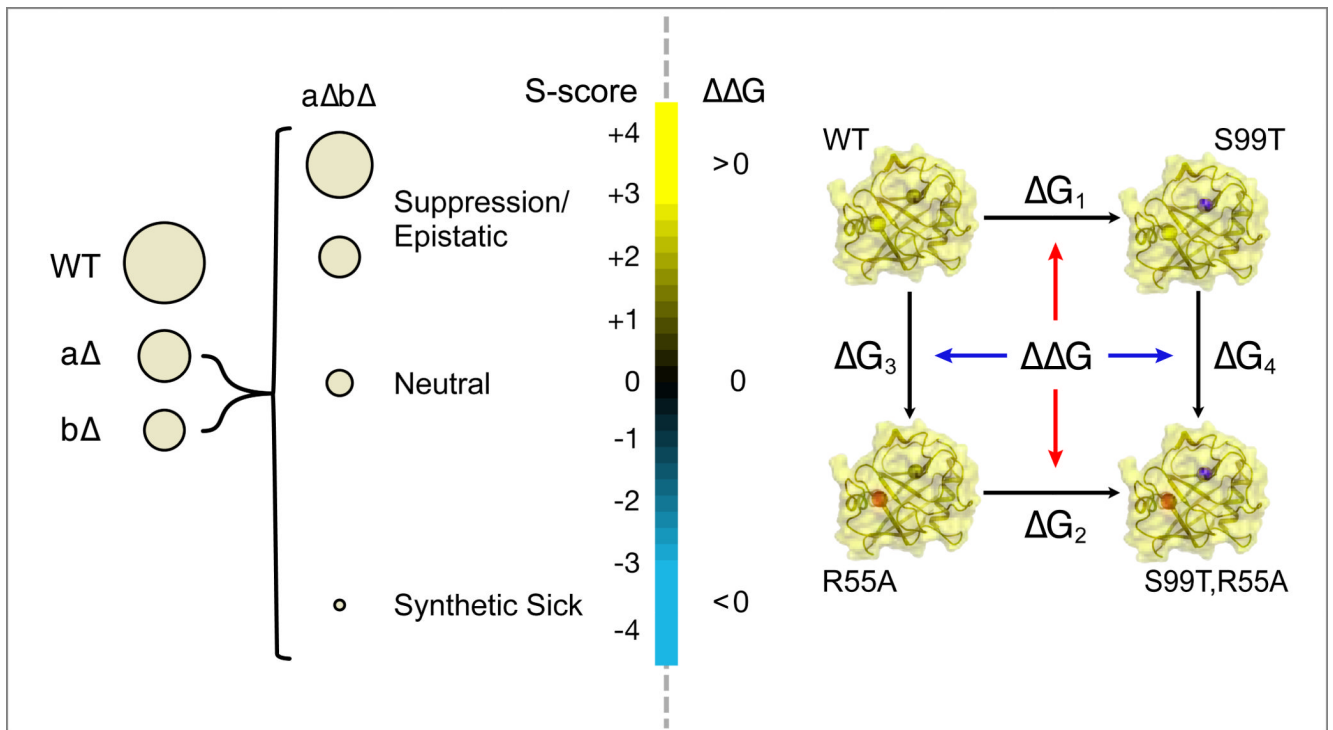 aΔbΔ
WT
aΔ
bΔ
Suppression/
Epistatic
Neutral
Synthetic Sick
S-score
+4
+3
+2
+1
0
-1
-2
-3
-4
ΔΔG
>0
0
<0
WT
S99T
ΔG₁
ΔG₃
ΔΔG
ΔG₄
ΔG₂
R55A
S99T,R55A